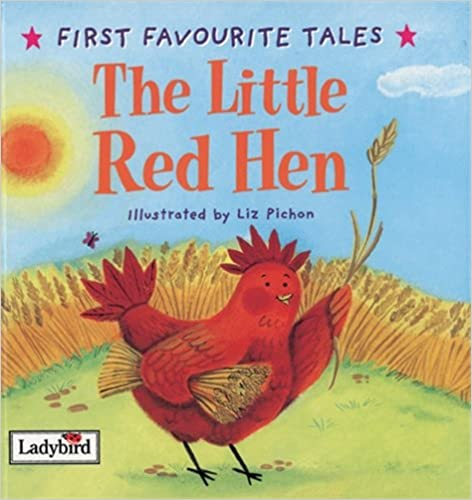 FIRST FAVOURITE TALES
The Little
Red Hen
Illustrated by Liz Pichon
Ladybird